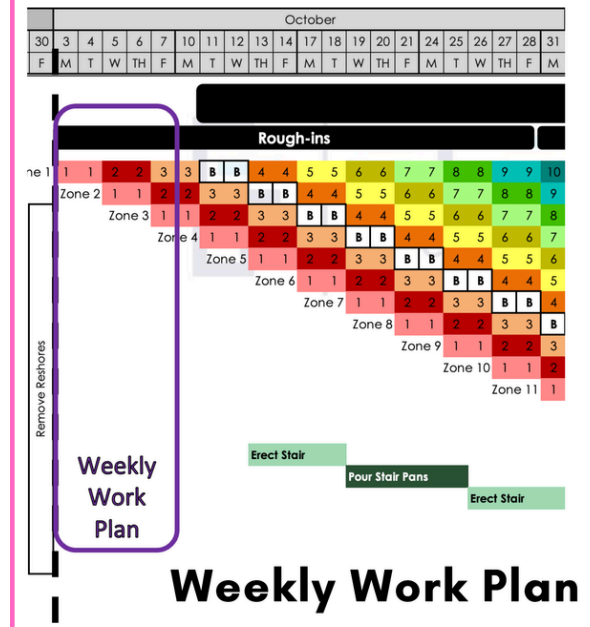 October
30 3 4 5 6 7 10 11 12 13 14 17 18 19 20 21 24 25 26 27 28 31
F M T W TH F M T W TH F M T W TH F M T W TH F M
Rough-ins
ne 1 1 1 2 2 3 3 B B 4 4 5 5 6 6 7 7 8 8 9 9 10
Zone 2 1 1 2 2 3 3 B B 4 4 5 5 6 6 7 7 8 8 9
Zone 3 1 1 2 2 3 3 B B 4 4 5 5 6 6 7 7 8
Zone 4 1 1 2 2 3 3 B B 4 4 5 5 6 6 7
Zone 5 1 1 2 2 3 3 B B 4 4 5 5 6
Zone 6 1 1 2 2 3 3 B B 4 4 5
Zone 7 1 1 2 2 3 3 B B 4
Zone 8 1 1 2 2 3 3 B
Zone 9 1 1 2 2 3
Zone 10 1 1 2
Zone 11 1
Remove Reshores
Erect Stair
Pour Stair Pans
Erect Stair
Weekly
Work
Plan
Weekly Work Plan